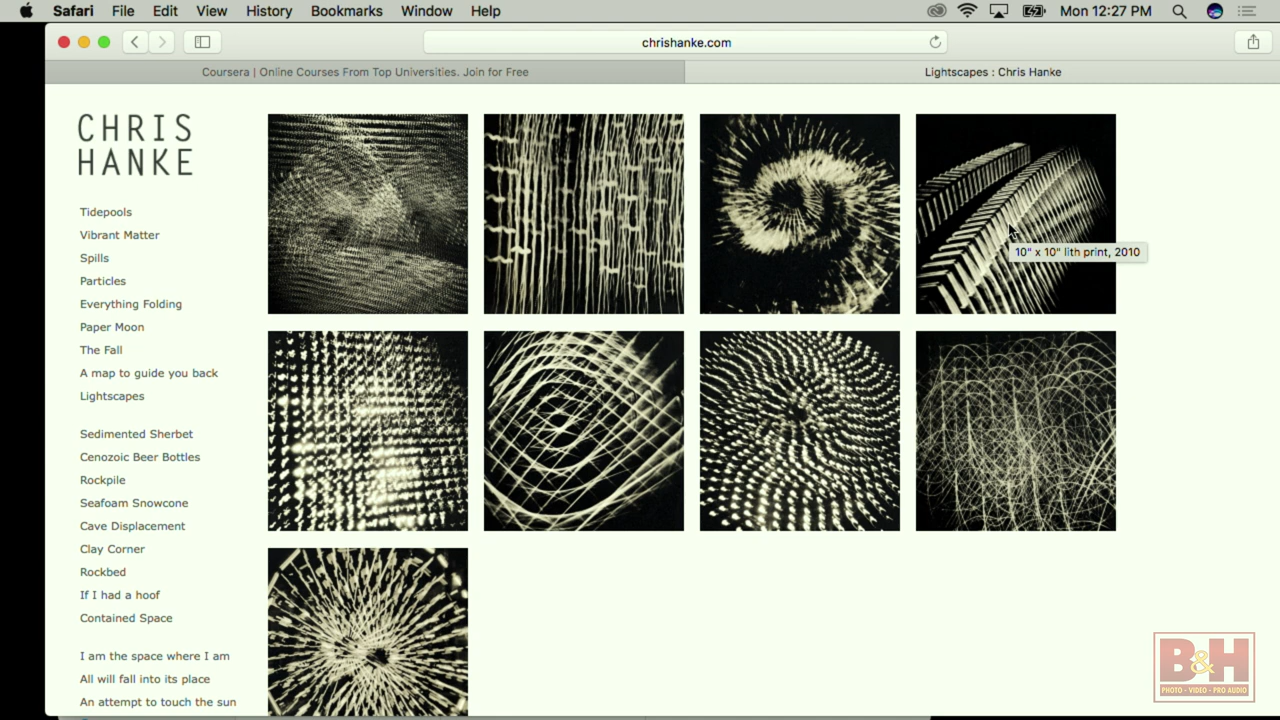 Safari File Edit View History Bookmarks Window Help Mon 12:27 PM
chrishanke.com
Coursera | Online Courses From Top Universities. Join for Free Lightscapes : Chris Hanke
CHRIS
HANKE
Tidepools
Vibrant Matter
Spills
Particles
Everything Folding
Paper Moon
The Fall
A map to guide you back
Lightscapes
Sedimented Sherbet
Cenozoic Beer Bottles
Rockpile
Seafoam Snowcone
Cave Displacement
Clay Corner
Rockbed
If I had a hoof
Contained Space
I am the space where I am
All will fall into its place
An attempt to touch the sun
10" x 10" lith print, 2010
B&H
PHOTO - VIDEO - PRO AUDIO